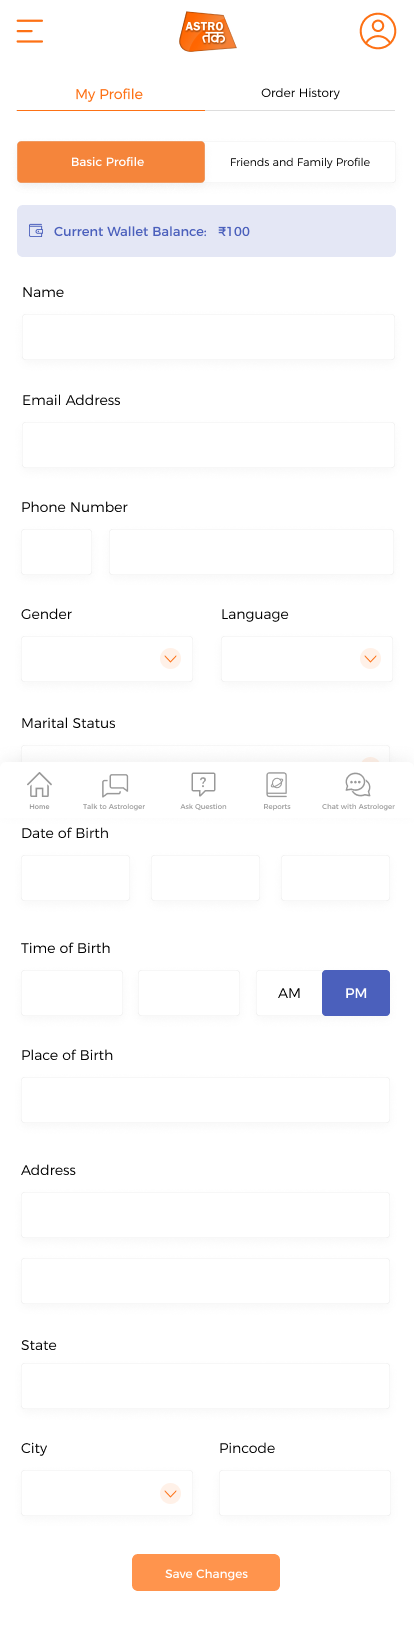 ASTRO
तक
My Profile
Order History
Basic Profile
Friends and Family Profile
Current Wallet Balance: ₹100
Name
Email Address
Phone Number
Gender
Language
Marital Status
?
Home
Talk to Astrologer
Ask Question
Reports
Chat with Astrologer
Date of Birth
Time of Birth
AM
PM
Place of Birth
Address
State
City
Pincode
Save Changes